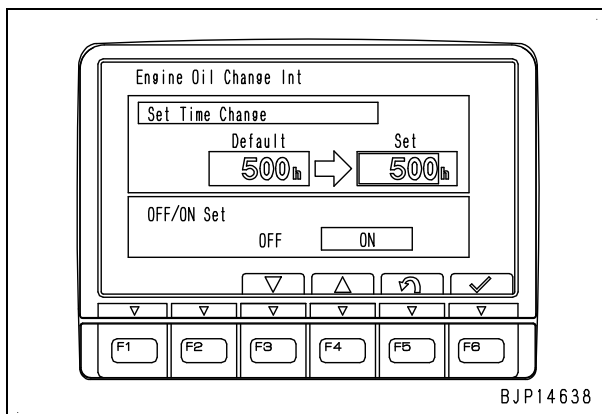 Engine Oil Change Int
Set Time Change
Default Set
500h 500h
OFF/ON Set
OFF ON
F1 F2 F3 F4 F5 F6
BJP14638